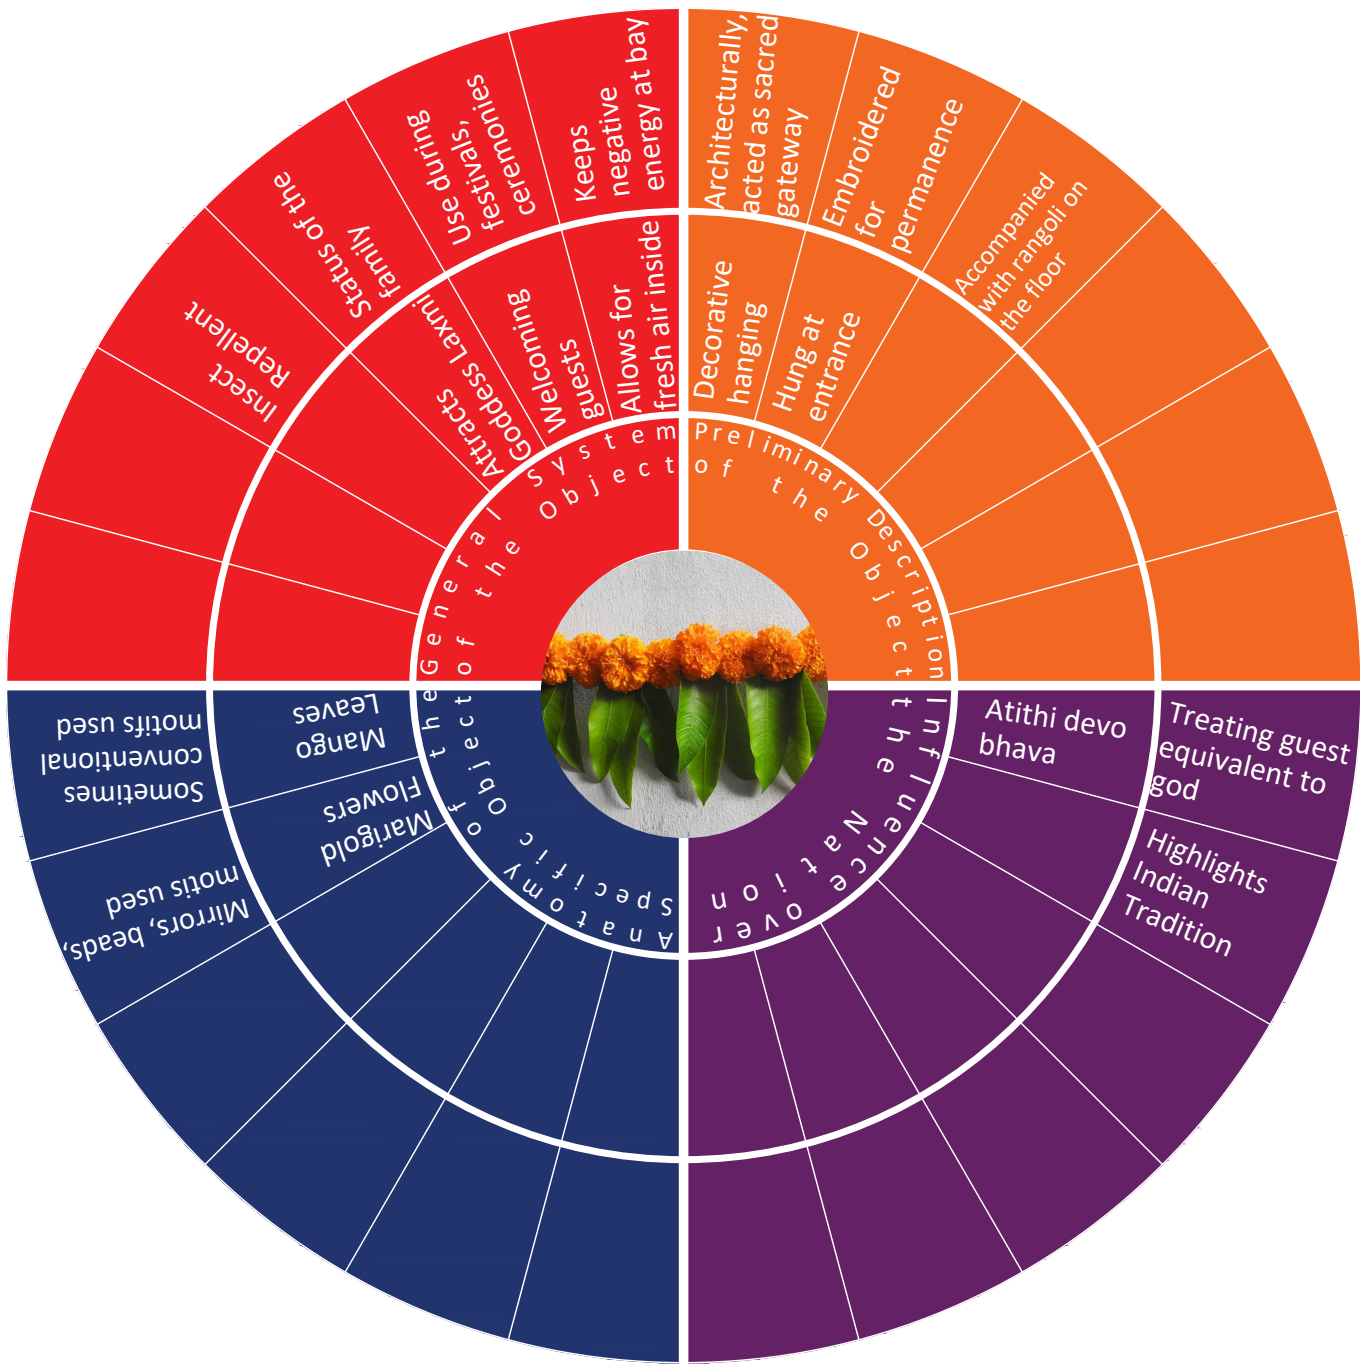 Keeps
negative
energy at bay
Use during
festivals,
ceremonies
Status of the
family
Insect
Repellent
Allows for
fresh air inside
Welcoming
guests
Attracts
Goddess Laxmi
General System
of the Object
Architecturally,
acted as sacred
gateway
Embroidered
for
permanence
Accompanied
with rangoli on
the floor
Decorative
hanging
Hung at
entrance
Preliminary Description
of the Object
Influence over
the Nation
Atithi devo
bhava
Treating guest
equivalent to
god
Highlights
Indian
Tradition
Anatomy of the
Specific Object
Mango
Leaves
Marigold
Flowers
Sometimes
conventional
motifs used
Mirrors, beads,
motis used